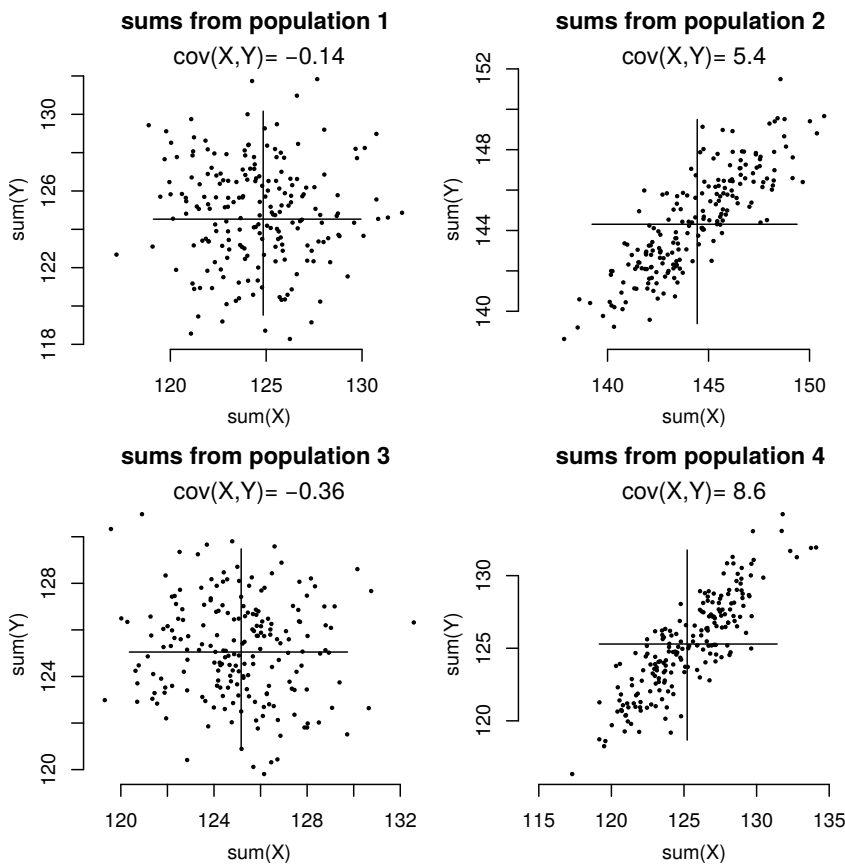 sums from population 1
cov(X,Y)= −0.14
sum(Y)
118 122 126 130
120 125 130
sum(X)
sums from population 2
cov(X,Y)= 5.4
sum(Y)
140 144 148 152
140 145 150
sum(X)
sums from population 3
cov(X,Y)= −0.36
sum(Y)
120 124 128
120 124 128 132
sum(X)
sums from population 4
cov(X,Y)= 8.6
sum(Y)
120 125 130
115 120 125 130 135
sum(X)